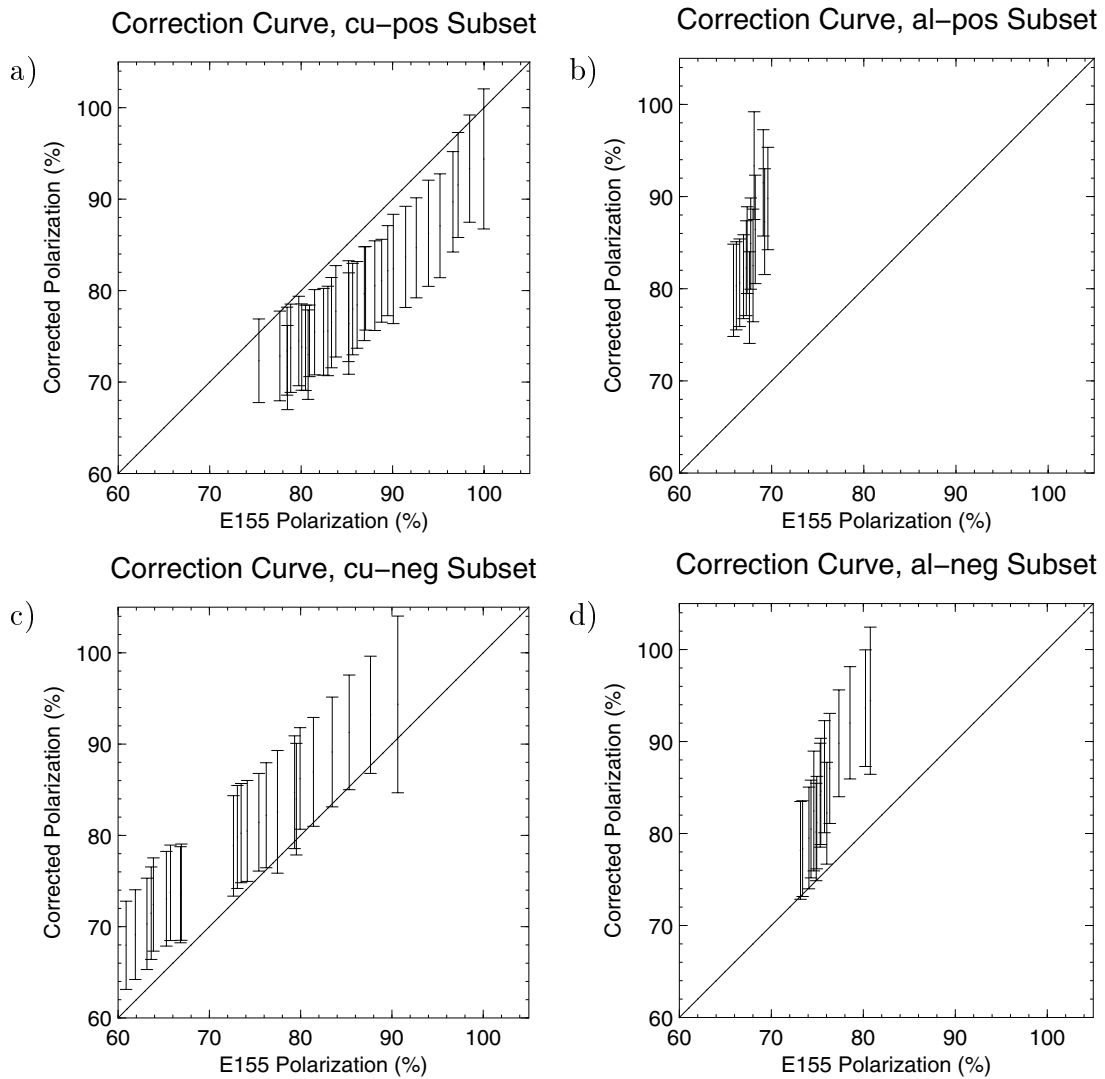 Correction Curve, cu-pos Subset
a)
100
90
80
70
60
Corrected Polarization (%)
60 70 80 90 100
E155 Polarization (%)
Correction Curve, al-pos Subset
b)
100
90
80
70
60
Corrected Polarization (%)
60 70 80 90 100
E155 Polarization (%)
Correction Curve, cu-neg Subset
c)
100
90
80
70
60
Corrected Polarization (%)
60 70 80 90 100
E155 Polarization (%)
Correction Curve, al-neg Subset
d)
100
90
80
70
60
Corrected Polarization (%)
60 70 80 90 100
E155 Polarization (%)